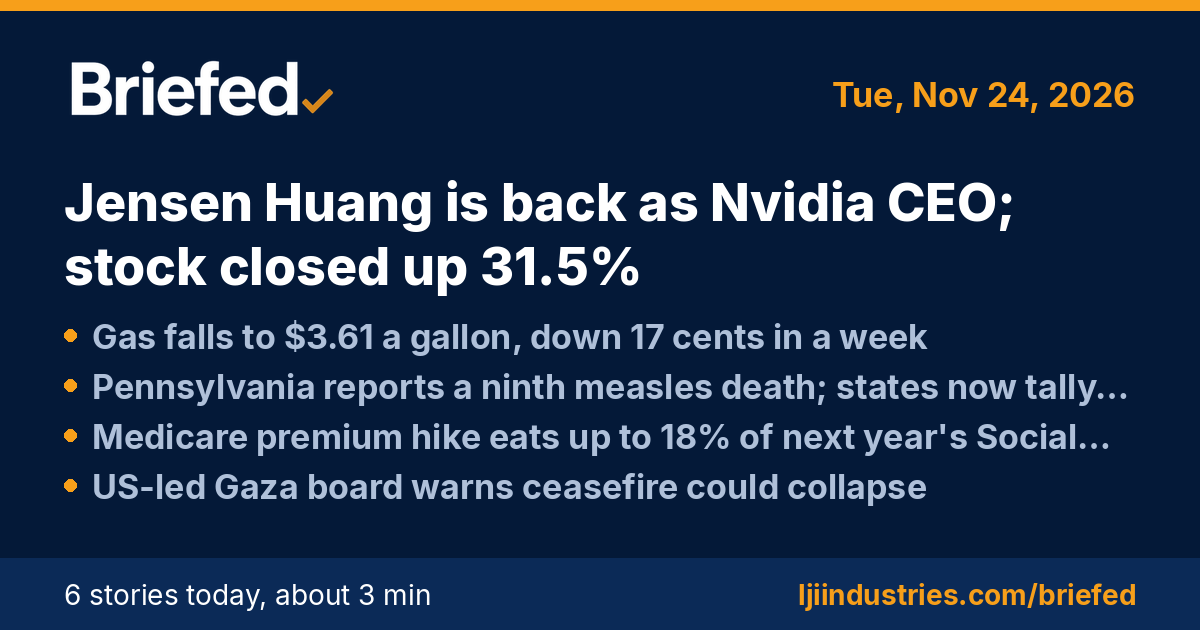 Briefed
Tue, Nov 24, 2026
Jensen Huang is back as Nvidia CEO;
stock closed up 31.5%
Gas falls to $3.61 a gallon, down 17 cents in a week
Pennsylvania reports a ninth measles death; states now tally...
Medicare premium hike eats up to 18% of next year's Social...
US-led Gaza board warns ceasefire could collapse
6 stories today, about 3 min
ljiindustries.com/briefed